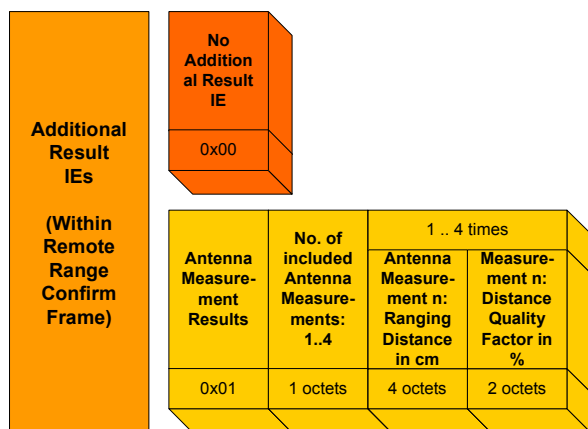 Additional
Result
IEs
(Within
Remote
Range
Confirm
Frame)
No
Addition
al Result
IE
0x00
Antenna
Measure-
ment
Results
No. of
included
Antenna
Measure-
ments:
1..4
1 .. 4 times
Antenna
Measure-
ment n:
Ranging
Distance
in cm
Measure-
ment n:
Distance
Quality
Factor in
%
0x01
1 octets
4 octets
2 octets